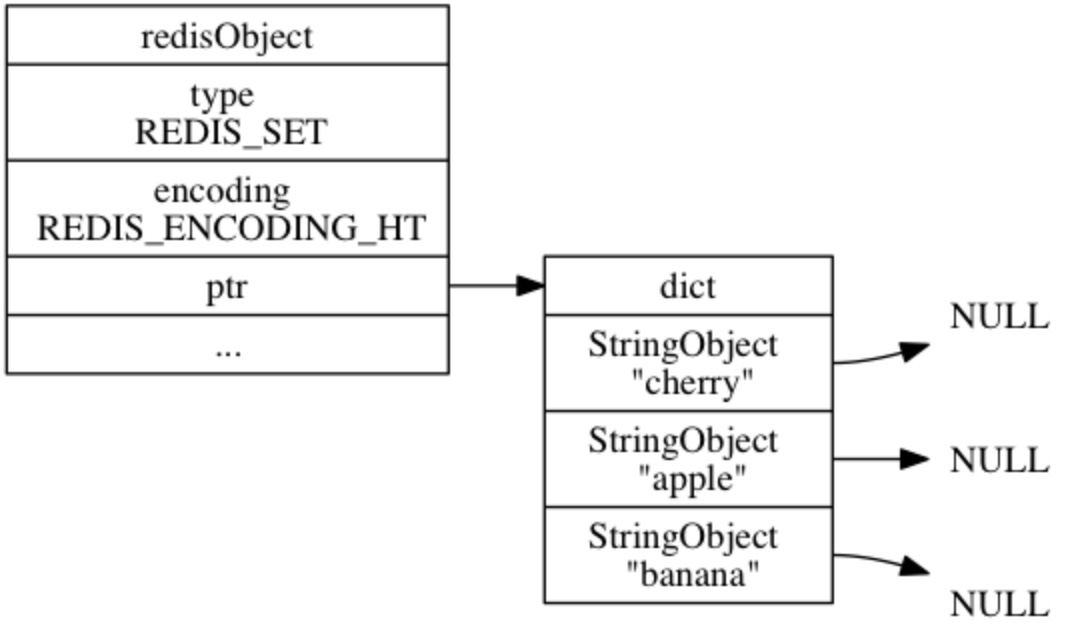 redisObject
type
REDIS_SET
encoding
REDIS_ENCODING_HT
ptr
...
dict
StringObject
"cherry"
StringObject
"apple"
StringObject
"banana"
NULL
NULL
NULL